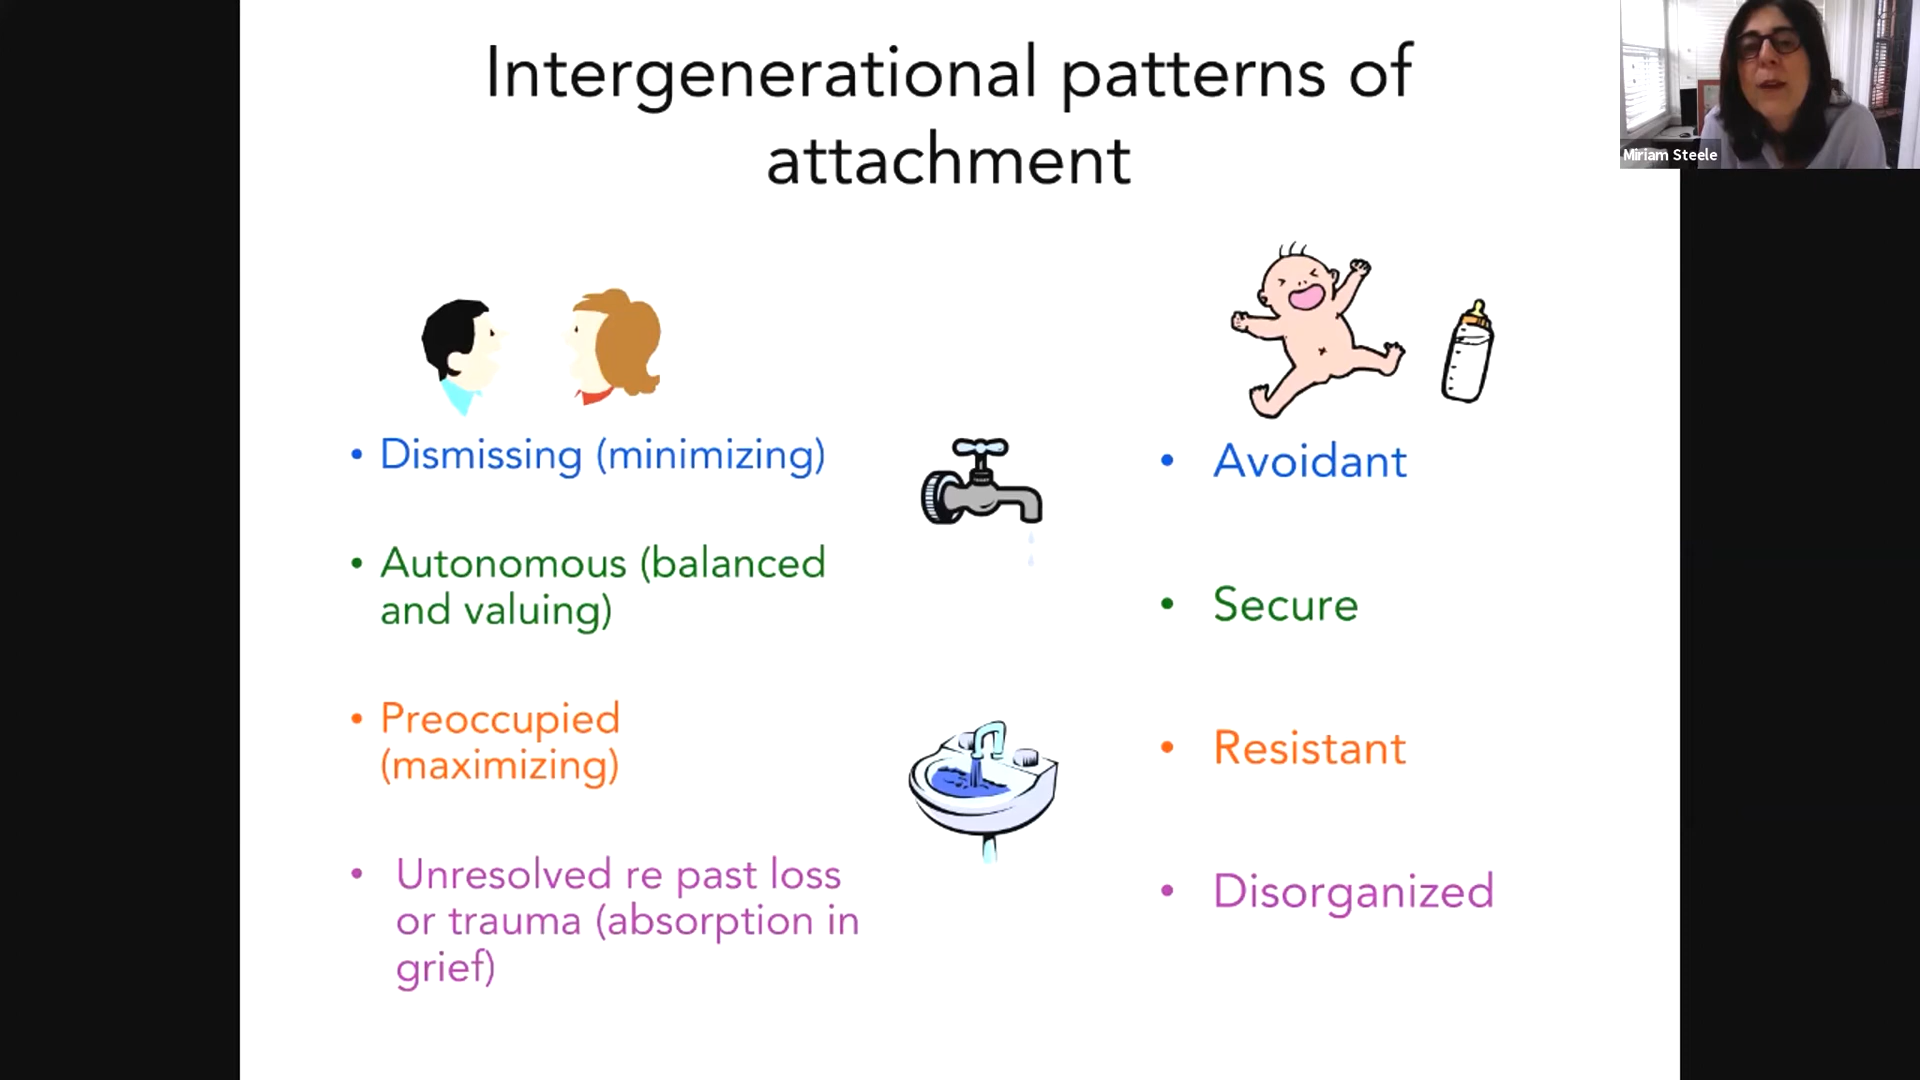 Intergenerational patterns of
attachment
Miriam Steele
• Dismissing (minimizing)
• Autonomous (balanced
and valuing)
• Preoccupied
(maximizing)
• Unresolved re past loss
or trauma (absorption in
grief)
• Avoidant
• Secure
• Resistant
• Disorganized